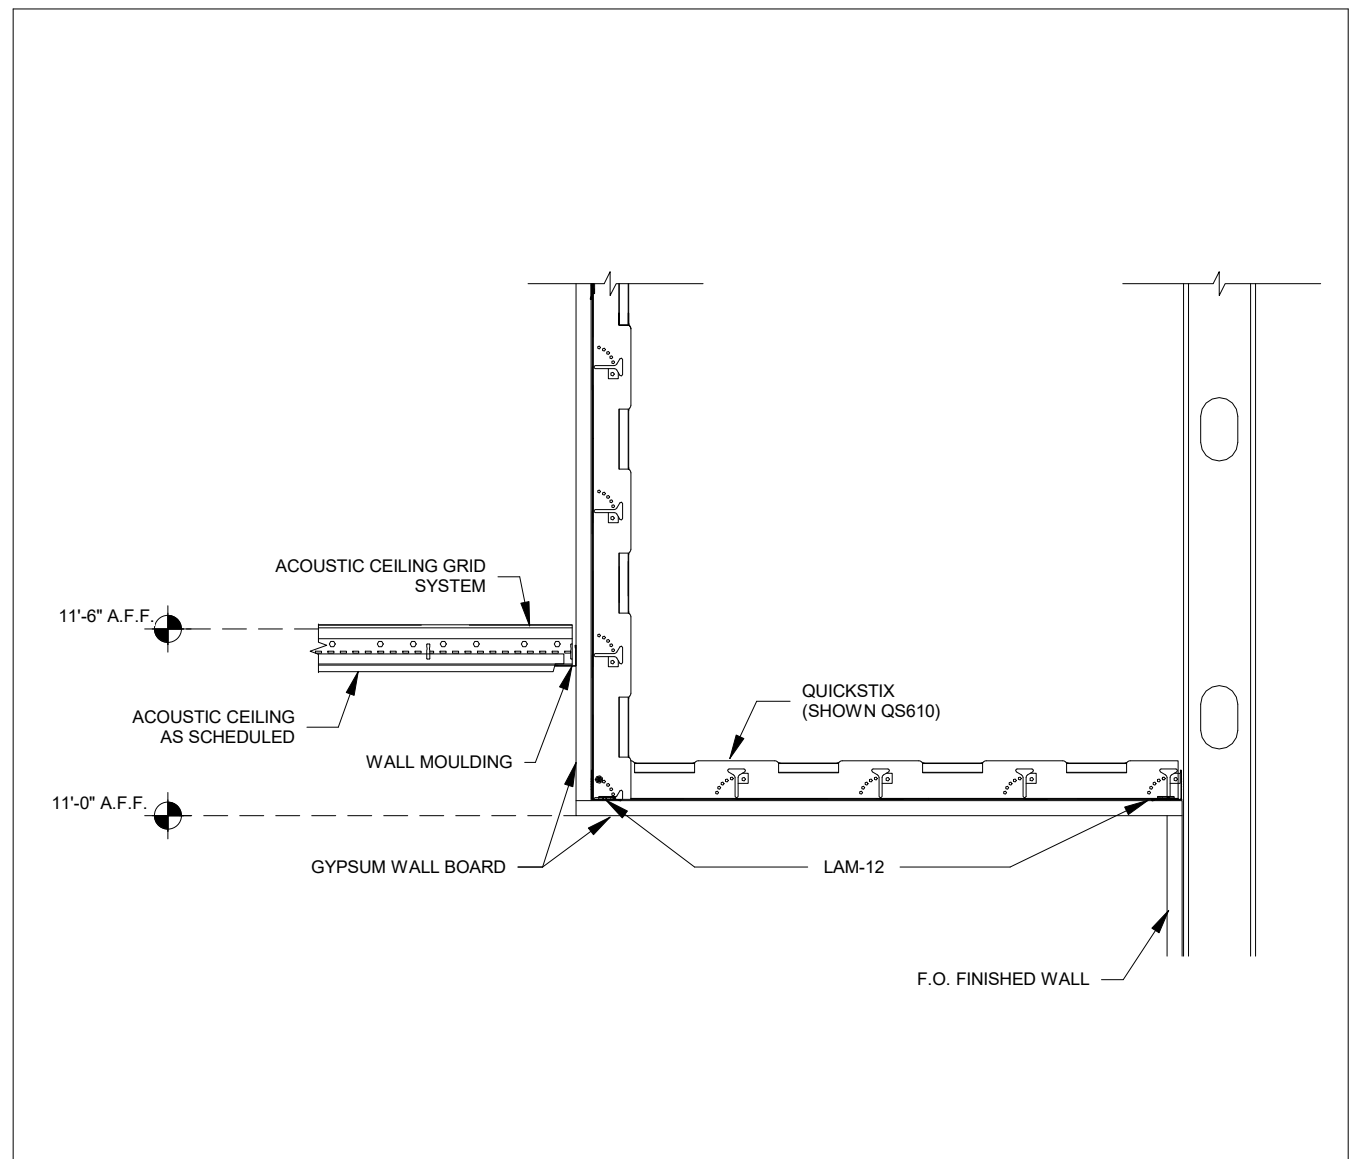 ACOUSTIC CEILING GRID
SYSTEM
11'-6" A.F.F.
ACOUSTIC CEILING
AS SCHEDULED
WALL MOULDING
QUICKSTIX
(SHOWN QS610)
11'-0" A.F.F.
GYPSUM WALL BOARD
LAM-12
F.O. FINISHED WALL